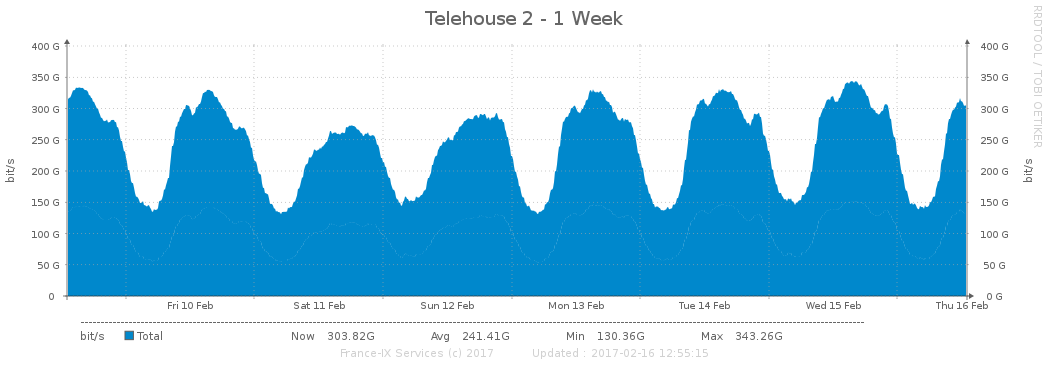 Telehouse 2 - 1 Week
RRDTOOL / TOBI OETIKER
400 G 400 G
350 G 350 G
300 G 300 G
250 G 250 G
200 G 200 G
150 G 150 G
100 G 100 G
50 G 50 G
0 0 G
bit/s bit/s
Fri 10 Feb Sat 11 Feb Sun 12 Feb Mon 13 Feb Tue 14 Feb Wed 15 Feb Thu 16 Feb
bit/s Total Now 303.82G Avg 241.41G Min 130.36G Max 343.26G
France-IX Services (c) 2017 Updated : 2017-02-16 12:55:15